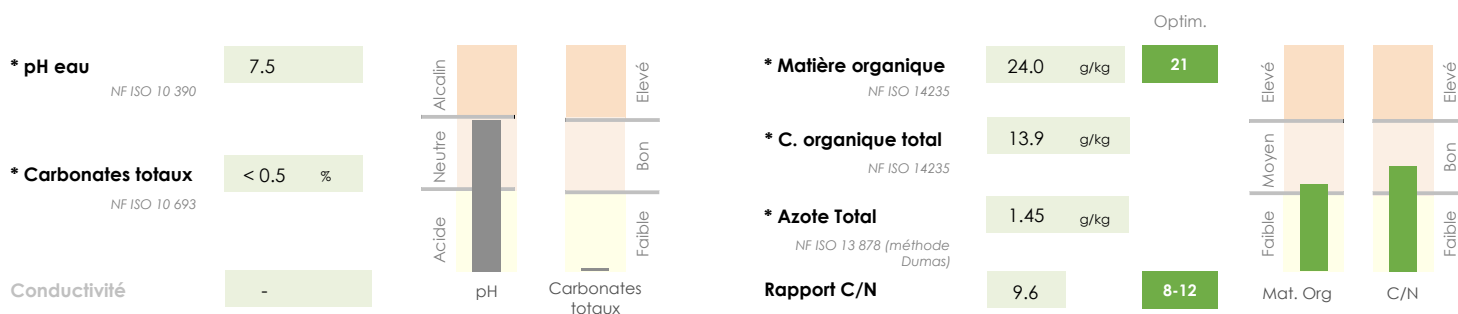 Optim.
* pH eau 7.5
NF ISO 10 390
* Carbonates totaux < 0.5 %
NF ISO 10 693
Conductivité -
Alcalin
Neutre
Acide
Elevé
Bon
Faible
pH
Carbonates
totaux
* Matière organique 24.0 g/kg 21
NF ISO 14235
* C. organique total 13.9 g/kg
NF ISO 14235
* Azote Total 1.45 g/kg
NF ISO 13 878 (méthode
Dumas)
Rapport C/N 9.6 8-12
Elevé
Moyen
Faible
Elevé
Bon
Faible
Mat. Org
C/N